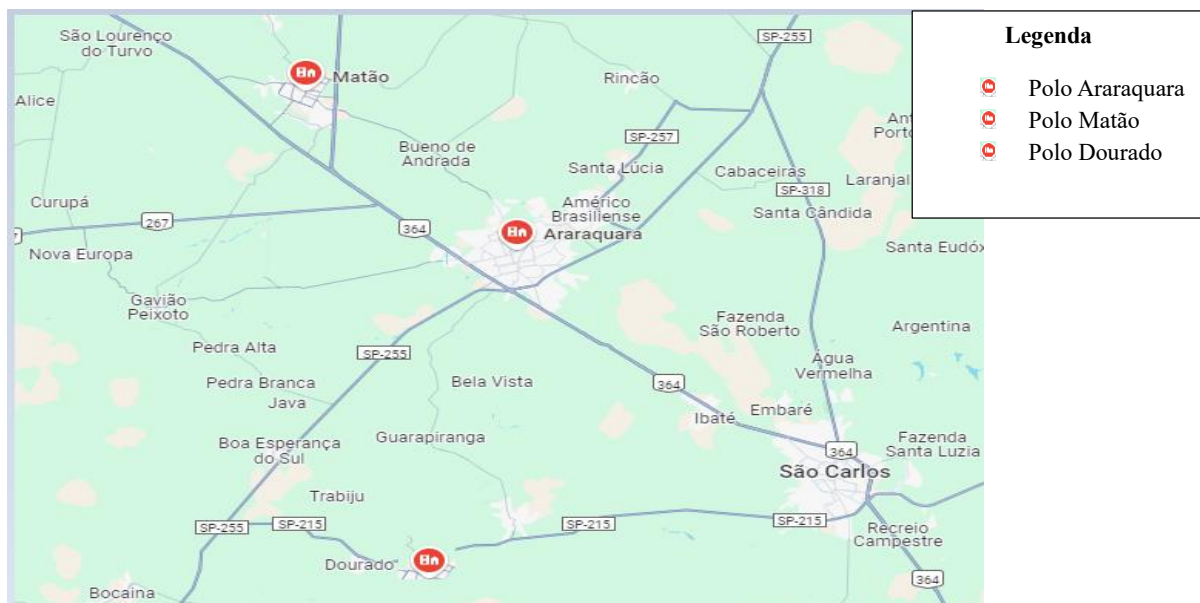 São Lourenço
do Turvo
Matão
Alice
Rincão
SP-255
Bueno de
Andrada
SP-257
Santa Lúcia
Cabaceiras
Laranjal
SP-318
Santa Cândida
Curupá
267
364
Américo
Brasiliense
Araraquara
Nova Europa
Santa Eudóx
Gavião
Peixoto
Fazenda
São Roberto
Argentina
Pedra Alta
SP-255
Água
Vermelha
Pedra Branca
Java
Bela Vista
364
Ibaté
Embaré
Boa Esperança
do Sul
Guarapiranga
364
Fazenda
Santa Luzia
São Carlos
Trabiju
SP-255
SP-215
SP-215
SP-215
Recreio
Campestre
Dourado
364
Bocaina
Legenda
Polo Araraquara
Polo Matão
Polo Dourado